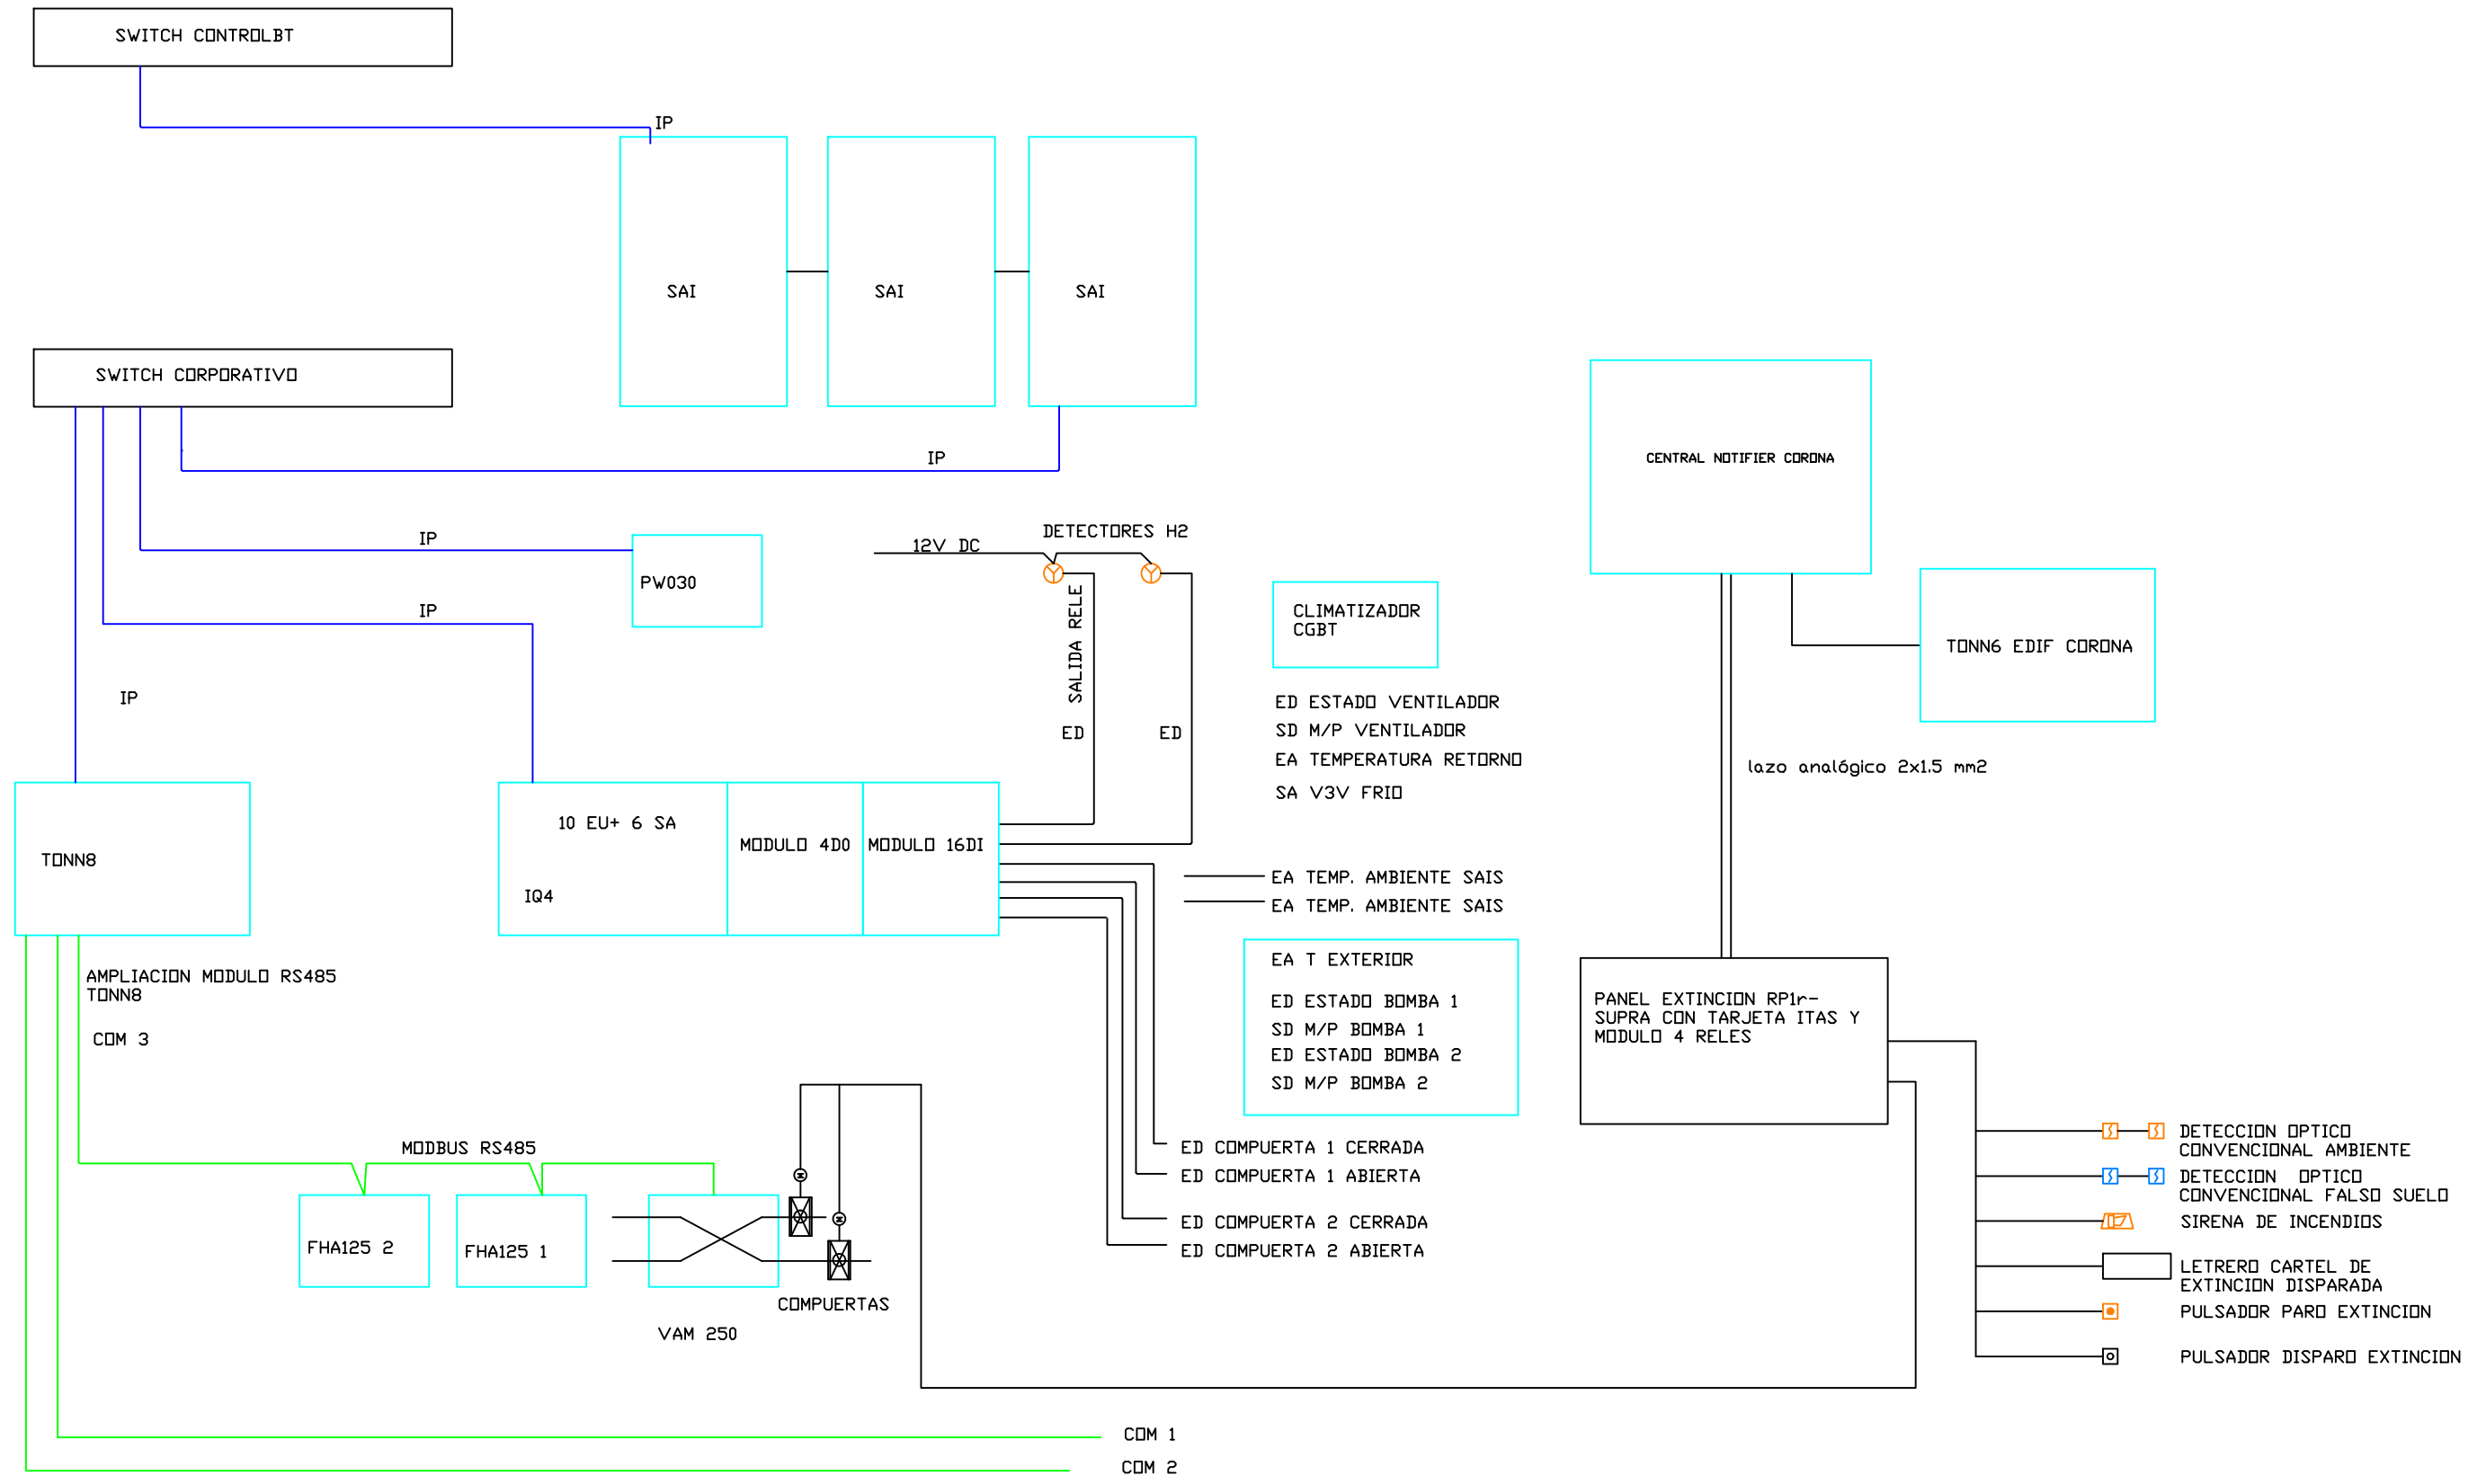 SWITCH CONTROLBT
IP
SAI
SAI
SAI
SWITCH CORPORATIVO
IP
CENTRAL NOTIFIER CORONA
IP
PW030
12V DC
DETECTORES H2
SALIDA RELE
IP
CLIMATIZADOR
CGBT
TONN6 EDIF CORONA
IP
ED
ED
ED ESTADO VENTILADOR
SD M/P VENTILADOR
EA TEMPERATURA RETORNO
SA V3V FRIO
lazo analógico 2x1.5 mm2
TONN8
10 EU+ 6 SA
IQ4
MODULO 4DO
MODULO 16DI
EA TEMP. AMBIENTE SAIS
EA TEMP. AMBIENTE SAIS
EA T EXTERIOR
ED ESTADO BOMBA 1
SD M/P BOMBA 1
ED ESTADO BOMBA 2
SD M/P BOMBA 2
AMPLIACION MODULO RS485
TONN8
COM 3
PANEL EXTINCION RP1r-
SUPRA CON TARJETA ITAS Y
MODULO 4 RELES
MODBUS RS485
ED COMPUERTA 1 CERRADA
ED COMPUERTA 1 ABIERTA
ED COMPUERTA 2 CERRADA
ED COMPUERTA 2 ABIERTA
FHA125 2
FHA125 1
COMPUERTAS
VAM 250
DETECCION OPTICO
CONVENCIONAL AMBIENTE
DETECCION OPTICO
CONVENCIONAL FALSO SUELO
SIRENA DE INCENDIOS
LETRERO CARTEL DE
EXTINCION DISPARADA
PULSADOR PARO EXTINCION
PULSADOR DISPARO EXTINCION
COM 1
COM 2